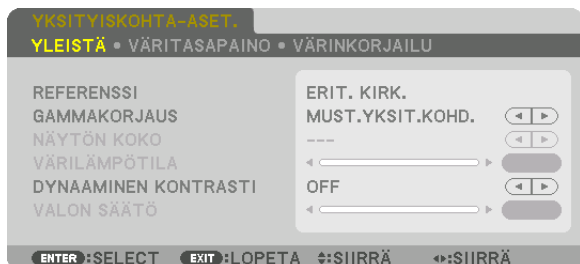 YKSITYISKOHTA-ASET.
YLEISTÄ • VÄRITASAPAINO • VÄRINKORJAILU
REFERENSSI ERIT. KIRK.
GAMMAKORJAUS MUST.YKSIT.KOHD.
NÄYTÖN KOKO ---
VÄRILÄMPÖTILA
DYNAAMINEN KONTRASTI OFF
VALON SÄÄTÖ
ENTER:SELECT EXIT:LOPETA :SIIRRÄ :SIIRRÄ